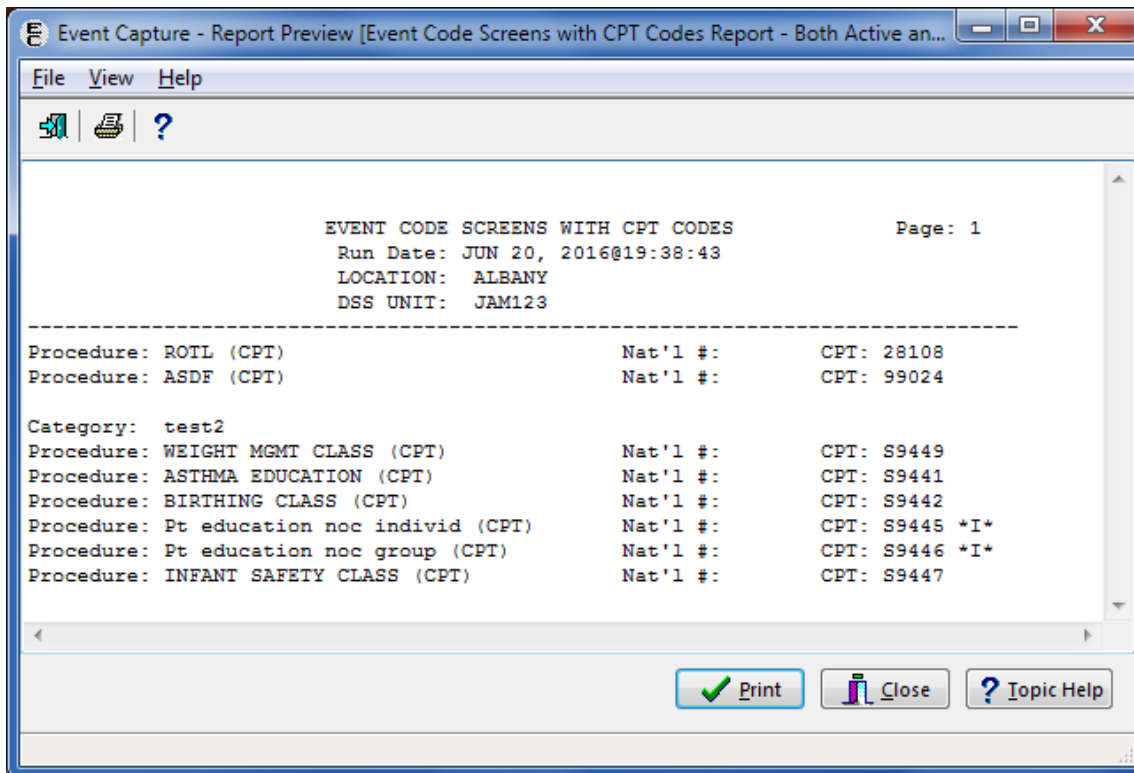 Event Capture - Report Preview [Event Code Screens with CPT Codes Report - Both Active an...
File View Help
EVENT CODE SCREENS WITH CPT CODES Page: 1
Run Date: JUN 20, 2016@19:38:43
LOCATION: ALBANY
DSS UNIT: JAM123
--------------------------------------------------------------------------------
Procedure: ROTL (CPT) Nat'l #: CPT: 28108
Procedure: ASDF (CPT) Nat'l #: CPT: 99024
Category: test2
Procedure: WEIGHT MGMT CLASS (CPT) Nat'l #: CPT: S9449
Procedure: ASTHMA EDUCATION (CPT) Nat'l #: CPT: S9441
Procedure: BIRTHING CLASS (CPT) Nat'l #: CPT: S9442
Procedure: Pt education noc individ (CPT) Nat'l #: CPT: S9445 *I*
Procedure: Pt education noc group (CPT) Nat'l #: CPT: S9446 *I*
Procedure: INFANT SAFETY CLASS (CPT) Nat'l #: CPT: S9447
Print Close ? Topic Help